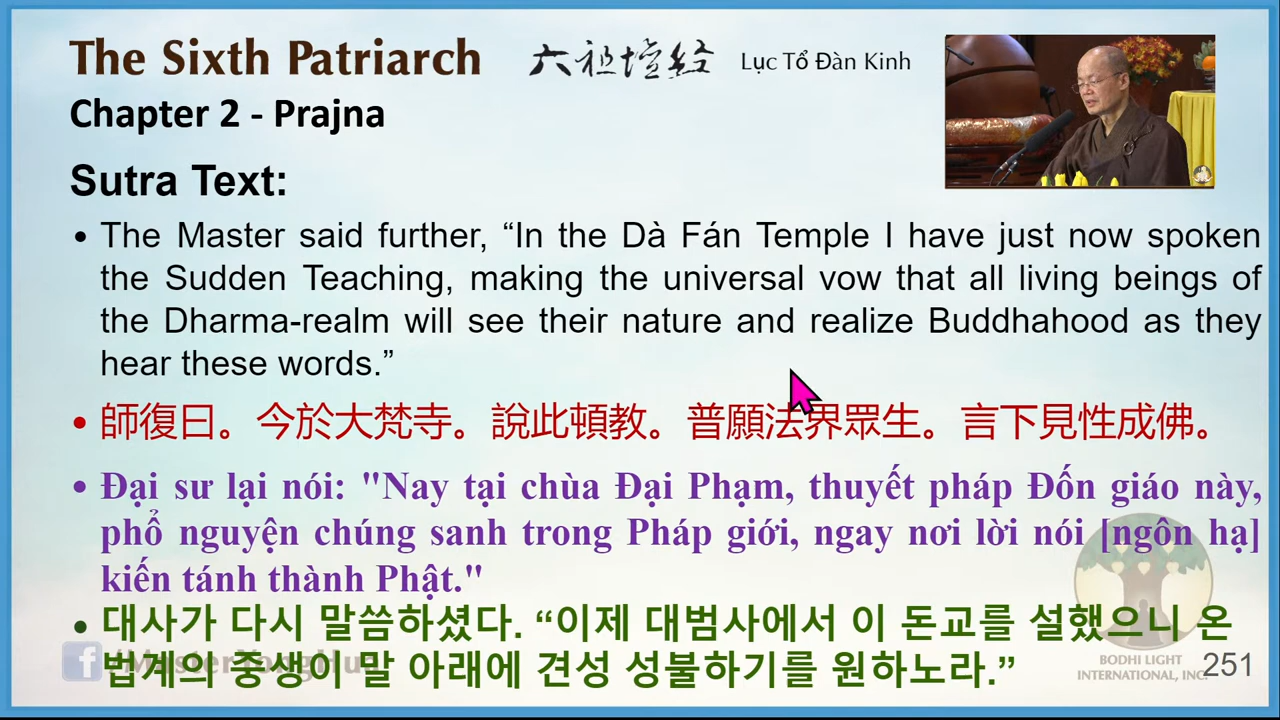 The Sixth Patriarch 六祖壇經 Lục Tổ Đàn Kinh
Chapter 2 - Prajna
Sutra Text:
• The Master said further, “In the Dà Fán Temple I have just now spoken
the Sudden Teaching, making the universal vow that all living beings of
the Dharma-realm will see their nature and realize Buddhahood as they
hear these words.”
• 師復曰。今於大梵寺。說此頓教。普願法界眾生。言下見性成佛。
• Đại sư lại nói: "Nay tại chùa Đại Phạm, thuyết pháp Đốn giáo này,
phổ nguyện chúng sanh trong Pháp giới, ngay nơi lời nói [ngôn hạ]
kiến tánh thành Phật."
• 대사가 다시 말씀하셨다. “이제 대범사에서 이 돈교를 설했으니 온
법계의 중생이 말 아래에 견성 성불하기를 원하노라.”
f /MasterYongHua
BODHI LIGHT
INTERNATIONAL, INC.
251